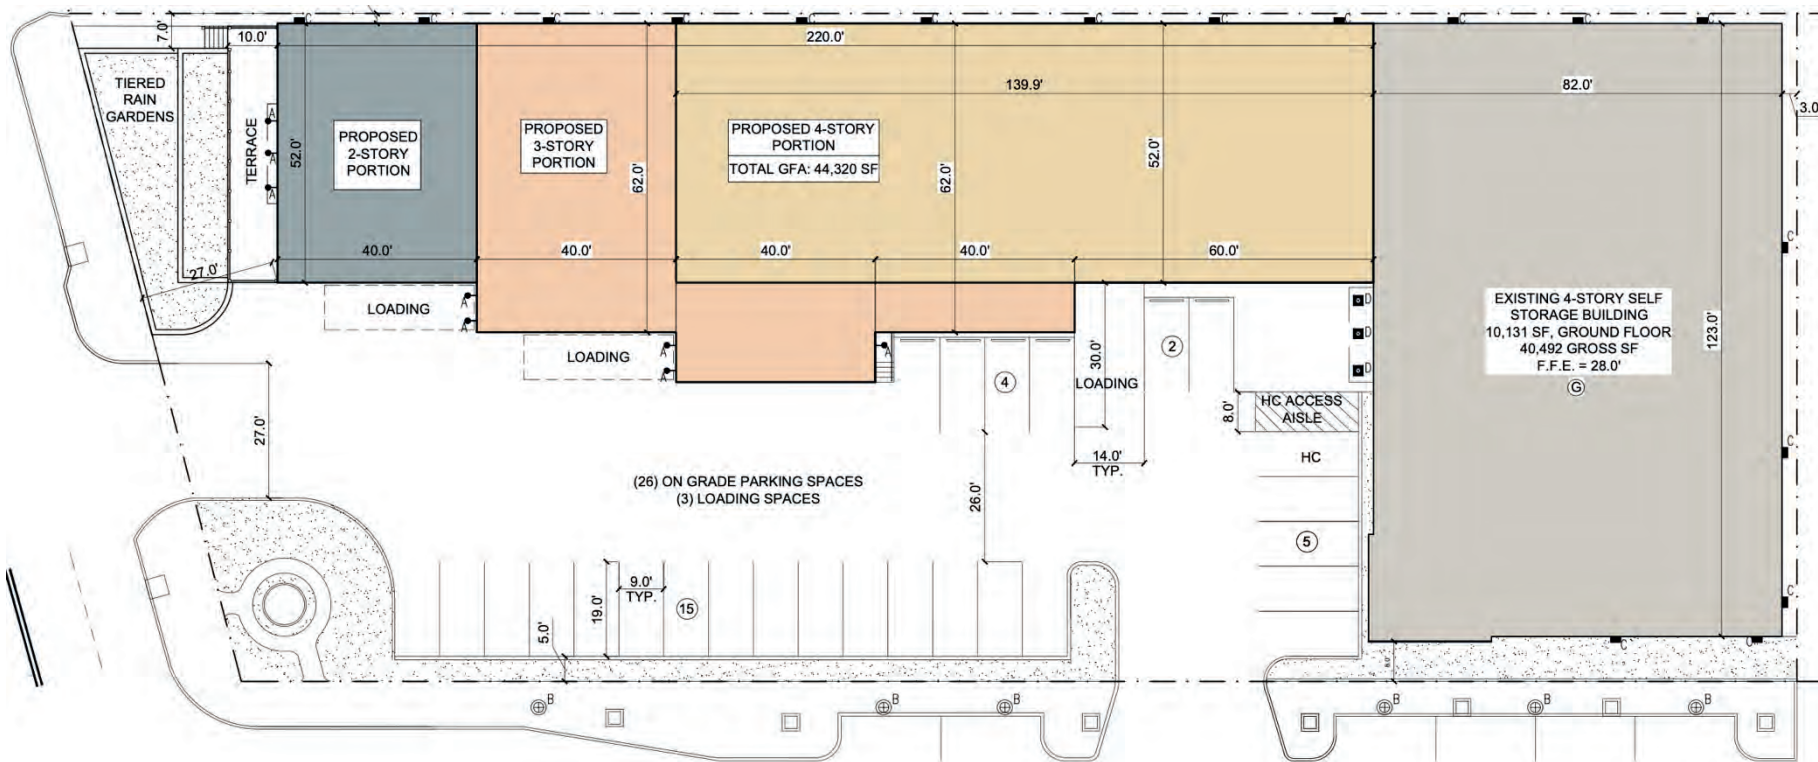 C
C
C
C
C
C
C
C
C
C
C
C
7.0'
10.0'
220.0'
139.9'
82.0'
3.0
TIERED
RAIN
GARDENS
TERRACE
A
A
A
52.0'
PROPOSED
2-STORY
PORTION
PROPOSED
3-STORY
PORTION
62.0'
PROPOSED 4-STORY
PORTION
TOTAL GFA: 44,320 SF
62.0'
52.0'
40.0'
40.0'
40.0'
40.0'
60.0'
27.0'
LOADING
A
A
LOADING
A
A
A
4
30.0'
LOADING
2
D
D
D
EXISTING 4-STORY SELF
STORAGE BUILDING
10,131 SF, GROUND FLOOR
40,492 GROSS SF
F.F.E. = 28.0'
G
123.0'
C
C
C
27.0'
8.0'
HC ACCESS
AISLE
HC
14.0'
TYP.
26.0'
(26) ON GRADE PARKING SPACES
(3) LOADING SPACES
5
9.0'
TYP.
19.0'
15
5.0'
C
C
B
B
B
B
B
B